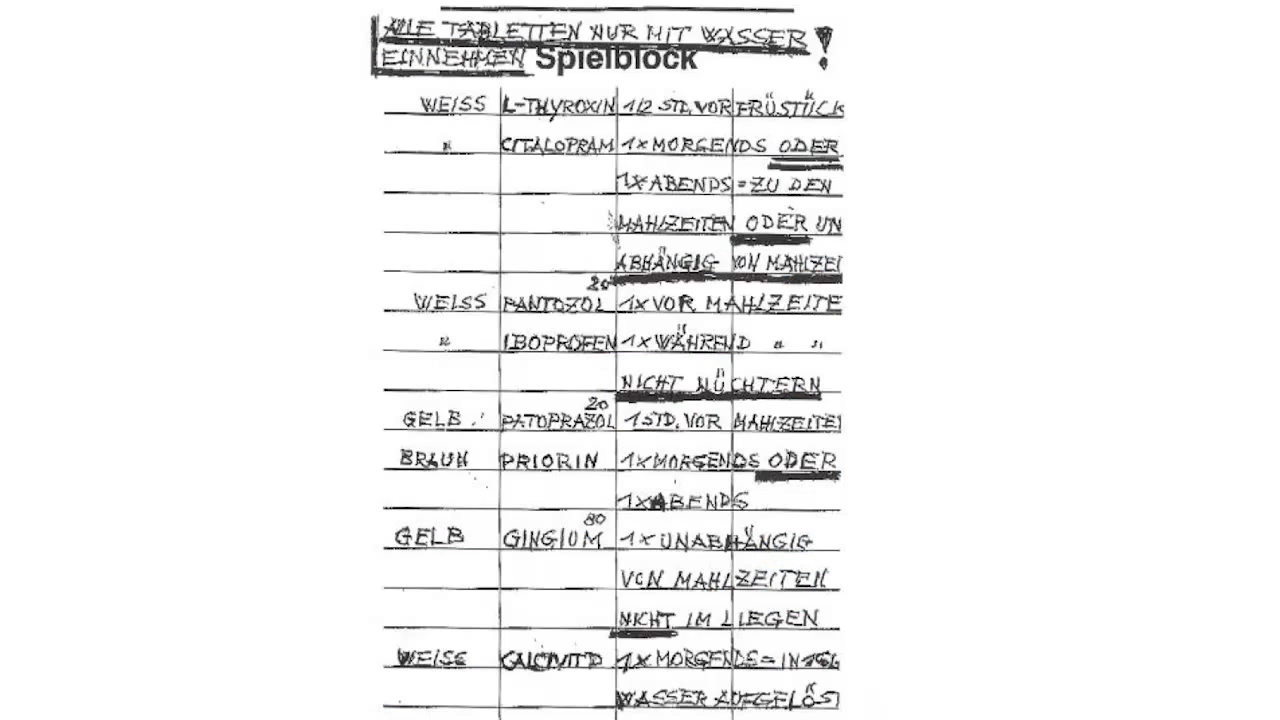 ALLE TABLETTEN NUR MIT WASSER !
EINNEHMEN Spielblock
WEISS L-THYROXIN 1/2 STD. VOR FRÜSTÜCK
" CITALOPRAM 1X MORGENDS ODER
1X ABENDS = ZU DEN
MAHLZEITEN ODER UN
ABHÄNGIG VON MAHLZEI
WEISS PANTOZOL 20 1X VOR MAHLZEITE
" IBOPROFEN 1X WÄHREND " "
NICHT NÜCHTERN
GELB PATOPRAZOL 20 1 STD. VOR MAHLZEITE
BRAUN PRIORIN 1X MORGENDS ODER
1X ABENDS
GELB GINGIUM 80 1X UNABHÄNGIG
VON MAHLZEITEN
NICHT IM LIEGEN
WEISS 1X MORGENDS = IN
WASSER AUFGELÖST